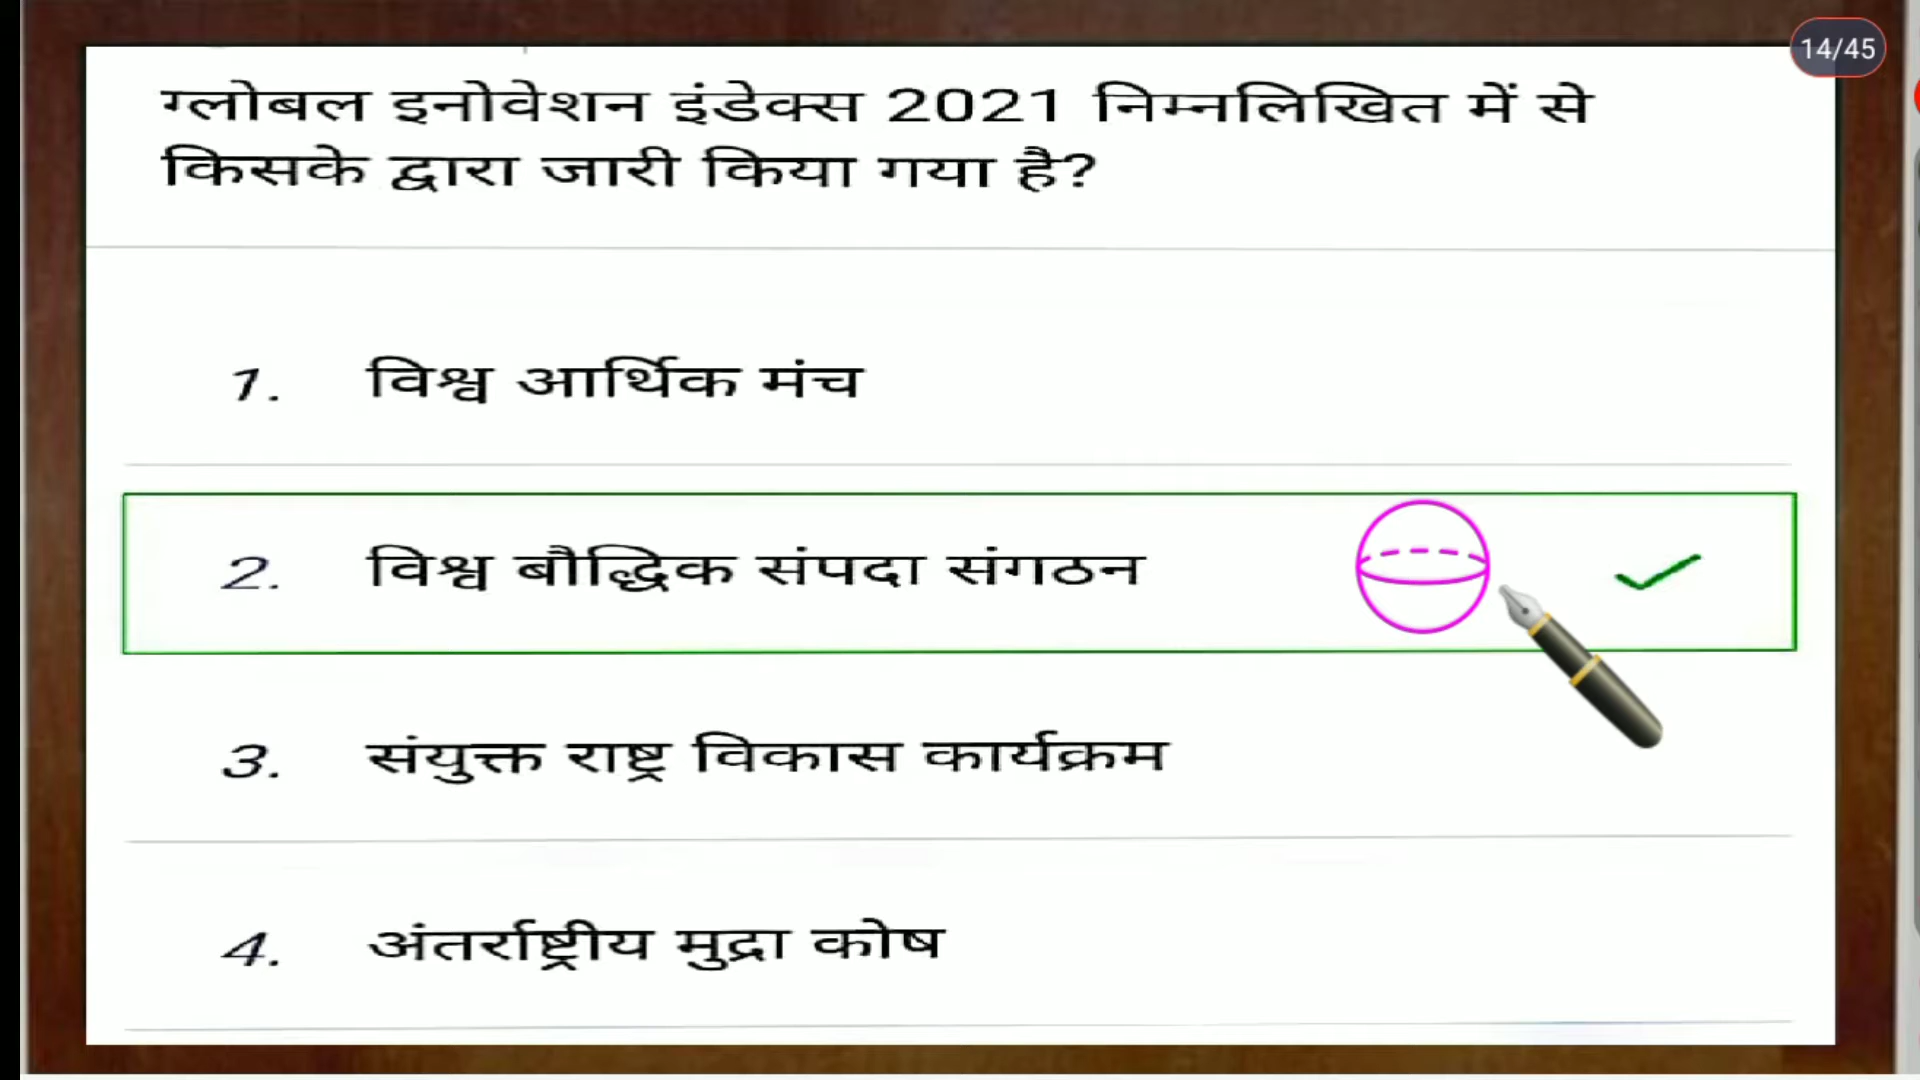 14/45
ग्लोबल इनोवेशन इंडेक्स 2021 निम्नलिखित में से
किसके द्वारा जारी किया गया है?
1. विश्व आर्थिक मंच
2. विश्व बौद्धिक संपदा संगठन
3. संयुक्त राष्ट्र विकास कार्यक्रम
4. अंतर्राष्ट्रीय मुद्रा कोष